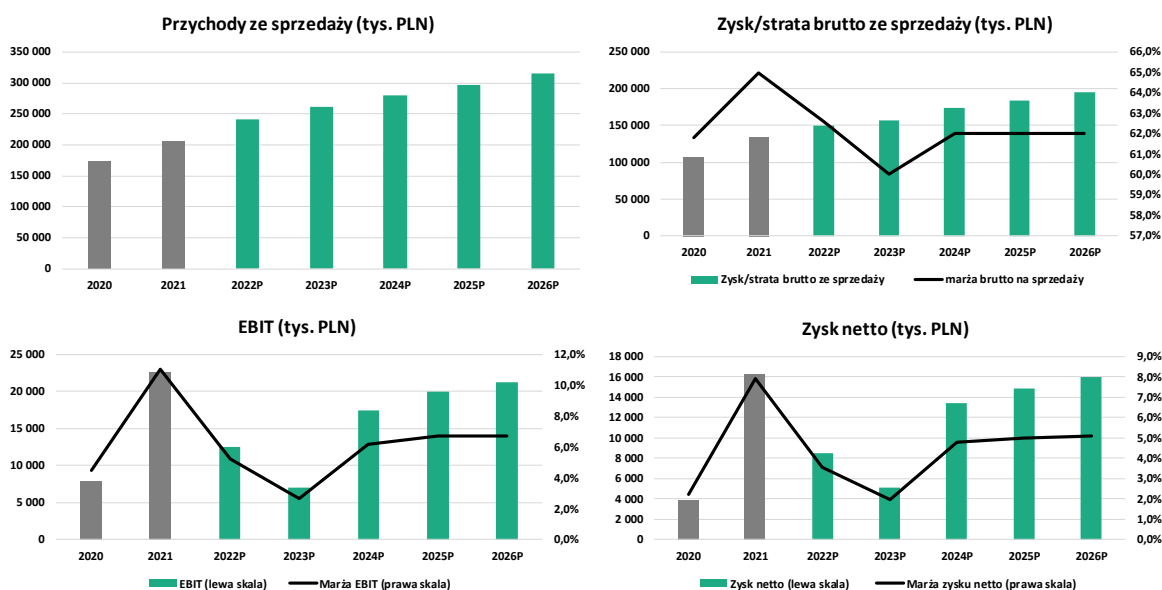 Przychody ze sprzedaży (tys. PLN)
350 000
300 000
250 000
200 000
150 000
100 000
50 000
0
2020 2021 2022P 2023P 2024P 2025P 2026P
Zysk/strata brutto ze sprzedaży (tys. PLN)
250 000 66,0%
65,0%
200 000 64,0%
63,0%
150 000 62,0%
61,0%
100 000 60,0%
59,0%
50 000 58,0%
0 57,0%
2020 2021 2022P 2023P 2024P 2025P 2026P
Zysk/strata brutto ze sprzedaży marża brutto na sprzedaży
EBIT (tys. PLN)
25 000 12,0%
20 000 10,0%
15 000 8,0%
6,0%
10 000 4,0%
5 000 2,0%
0 0,0%
2020 2021 2022P 2023P 2024P 2025P 2026P
EBIT (lewa skala) Marża EBIT (prawa skala)
Zysk netto (tys. PLN)
18 000 9,0%
16 000 8,0%
14 000 7,0%
12 000 6,0%
10 000 5,0%
8 000 4,0%
6 000 3,0%
4 000 2,0%
2 000 1,0%
0 0,0%
2020 2021 2022P 2023P 2024P 2025P 2026P
Zysk netto (lewa skala) Marża zysku netto (prawa skala)